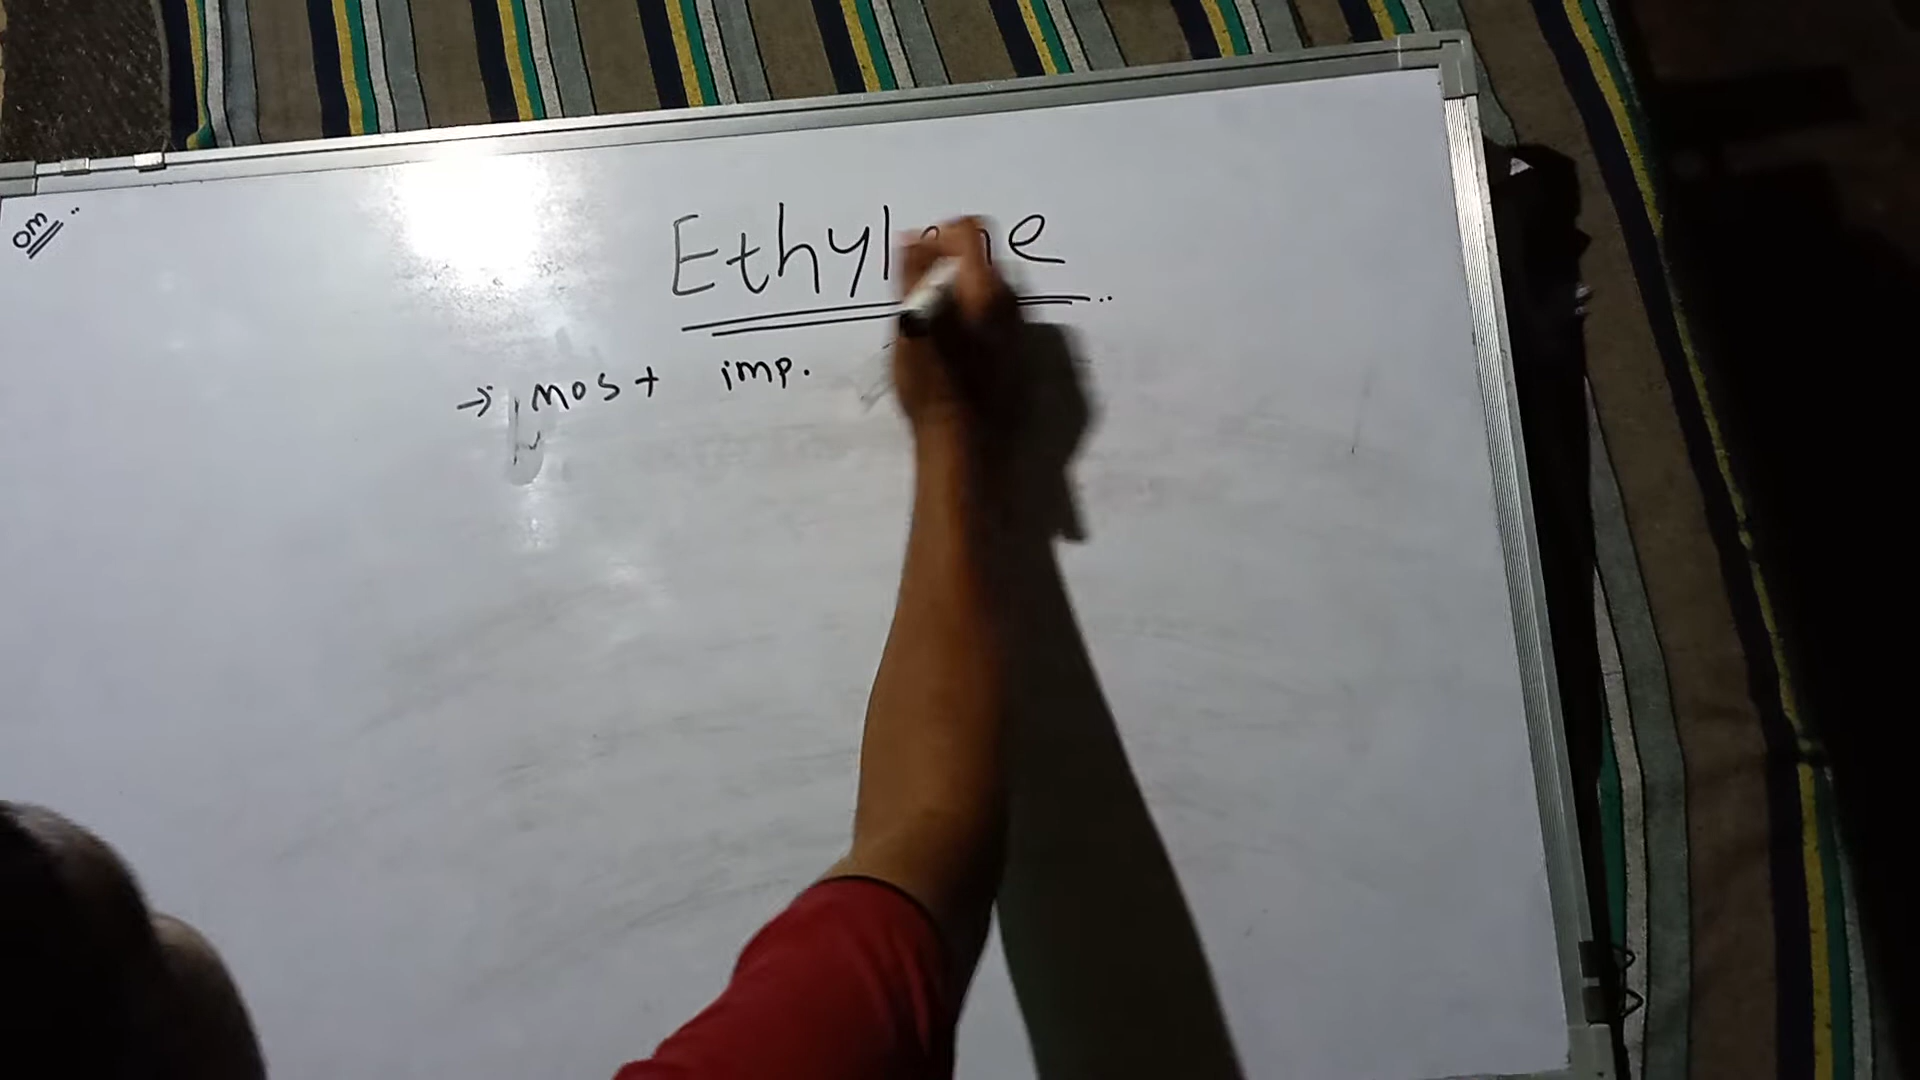 om
Ethylene
→ most imp.